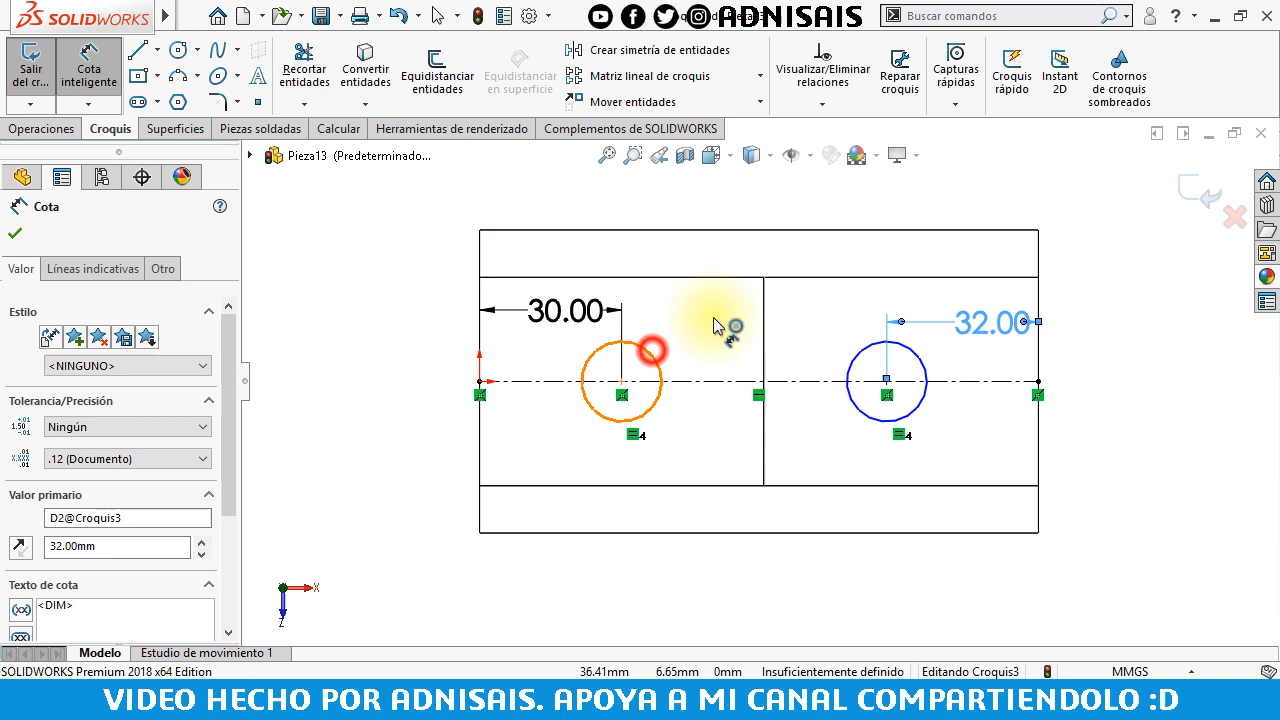 SOLIDWORKS
ADNISAIS
Buscar comandos
Salir del cr...
Cota inteligente
Recortar entidades
Convertir entidades
Equidistanciar entidades
Equidistanciar en superficie
Crear simetría de entidades
Matriz lineal de croquis
Mover entidades
Visualizar/Eliminar relaciones
Reparar croquis
Capturas rápidas
Croquis rápido
Instant 2D
Contornos de croquis sombreados
Operaciones
Croquis
Superficies
Piezas soldadas
Calcular
Herramientas de renderizado
Complementos de SOLIDWORKS
Pieza13 (Predeterminado...
Cota
Valor
Líneas indicativas
Otro
Estilo
<NINGUNO>
Tolerancia/Precisión
Ningún
.12 (Documento)
Valor primario
D2@Croquis3
32.00mm
Texto de cota
<DIM>
30.00
32.00
4
4
X
Z
Modelo
Estudio de movimiento 1
SOLIDWORKS Premium 2018 x64 Edition
36.41mm
6.65mm
0mm
Insuficientemente definido
Editando Croquis3
MMGS
VIDEO HECHO POR ADNISAIS. APOYA A MI CANAL COMPARTIENDOLO :D